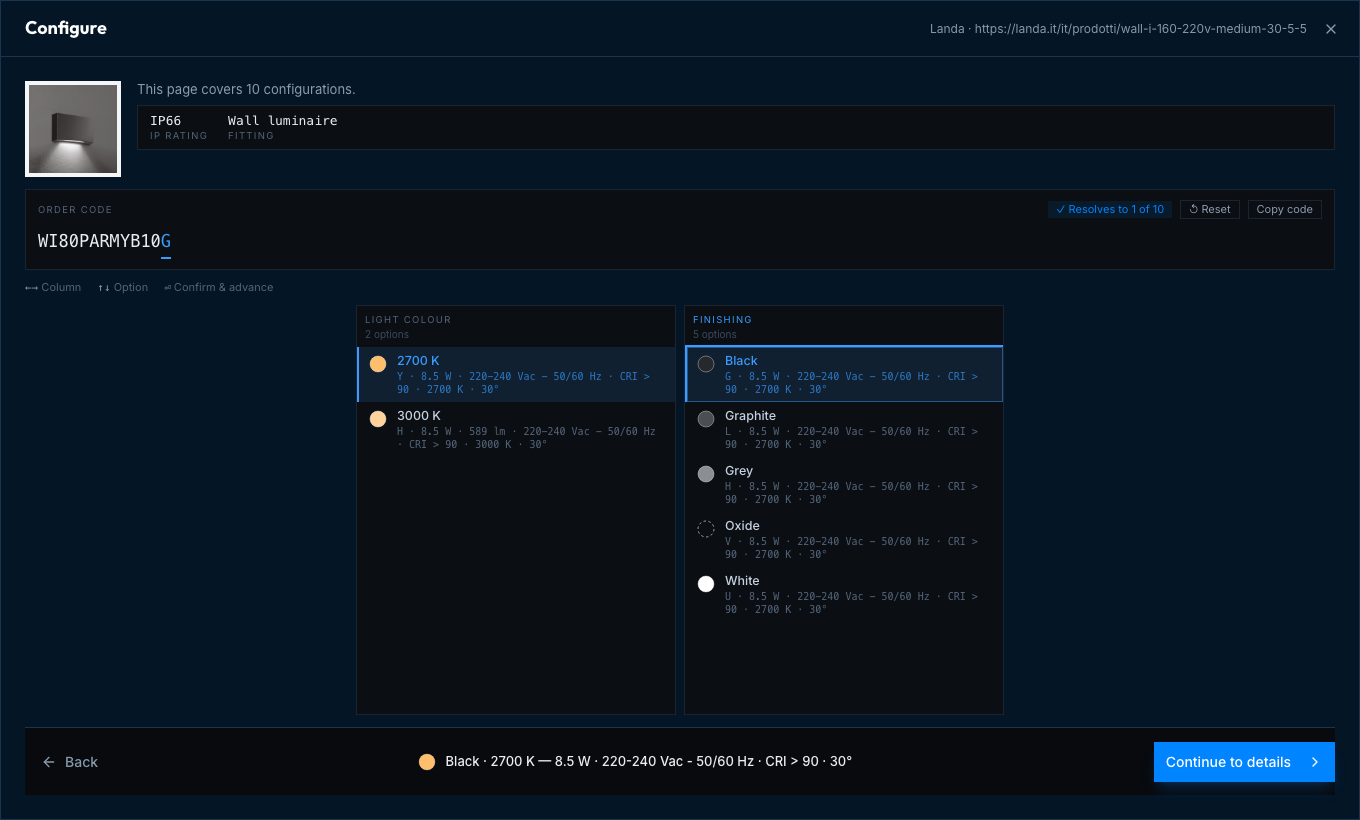 Configure
Landa · https://landa.it/it/prodotti/wall-i-160-220v-medium-30-5-5
This page covers 10 configurations.
IP66 Wall luminaire
IP RATING FITTING
ORDER CODE
✓ Resolves to 1 of 10 Reset Copy code
WI80PARMYB10G
←→ Column ↑↓ Option ⏎ Confirm & advance
LIGHT COLOUR
2 options
2700 K
Y · 8.5 W · 220-240 Vac - 50/60 Hz · CRI >
90 · 2700 K · 30°
3000 K
H · 8.5 W · 589 lm · 220-240 Vac - 50/60 Hz
· CRI > 90 · 3000 K · 30°
FINISHING
5 options
Black
G · 8.5 W · 220-240 Vac - 50/60 Hz · CRI >
90 · 2700 K · 30°
Graphite
L · 8.5 W · 220-240 Vac - 50/60 Hz · CRI >
90 · 2700 K · 30°
Grey
H · 8.5 W · 220-240 Vac - 50/60 Hz · CRI >
90 · 2700 K · 30°
Oxide
V · 8.5 W · 220-240 Vac - 50/60 Hz · CRI >
90 · 2700 K · 30°
White
U · 8.5 W · 220-240 Vac - 50/60 Hz · CRI >
90 · 2700 K · 30°
← Back
Black · 2700 K — 8.5 W · 220-240 Vac - 50/60 Hz · CRI > 90 · 30°
Continue to details